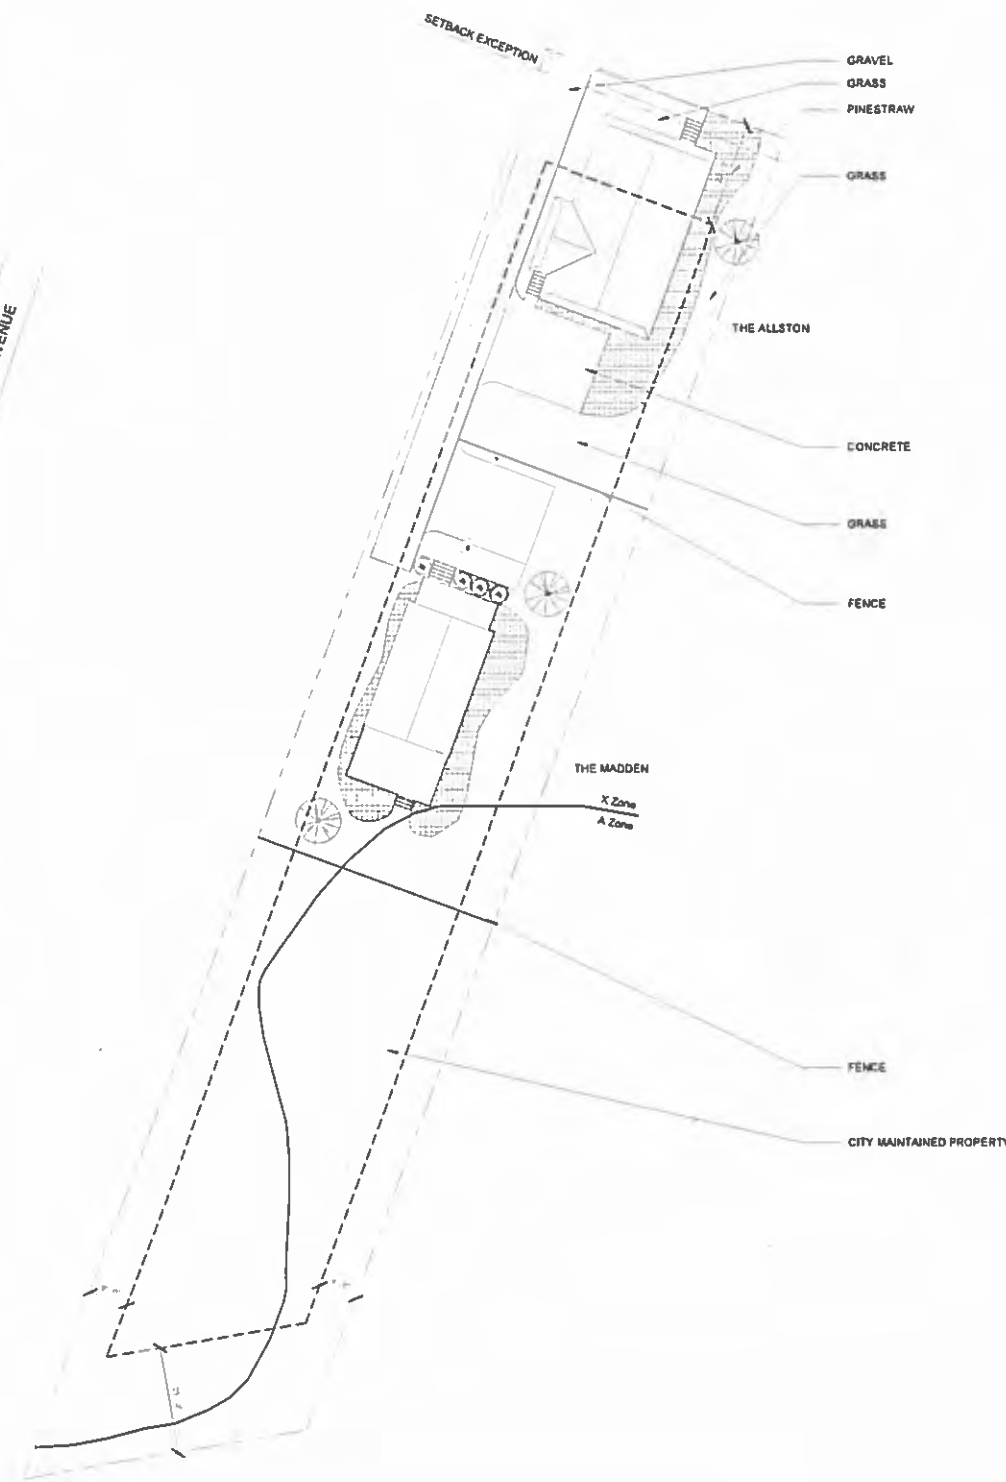 SETBACK EXCEPTION
GRAVEL
GRASS
PINESTRAW
GRASS
THE ALLSTON
CONCRETE
GRASS
FENCE
THE MADDEN
X Zone
A Zone
FENCE
CITY MAINTAINED PROPERTY